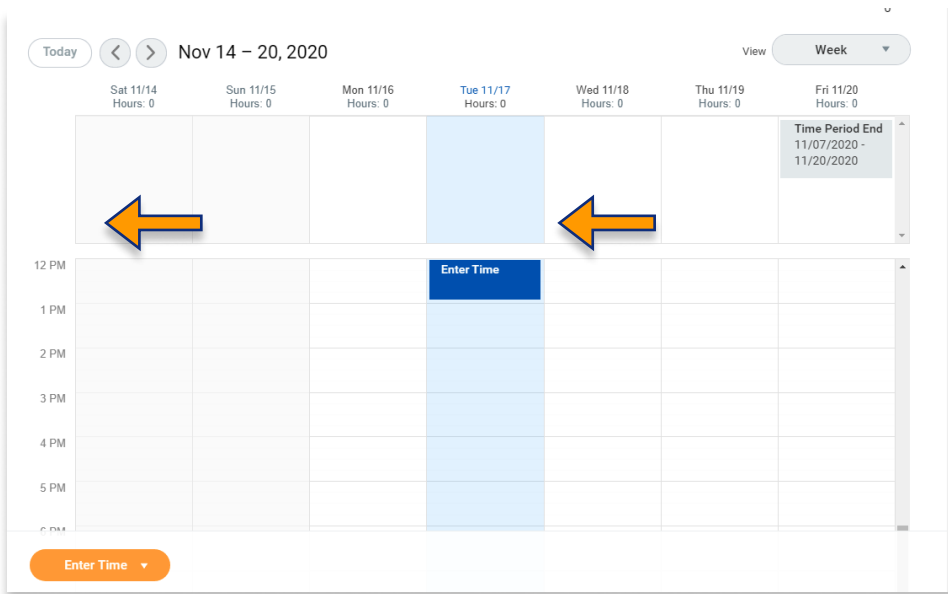 Today
Nov 14 – 20, 2020
View
Week
Sat 11/14
Hours: 0
Sun 11/15
Hours: 0
Mon 11/16
Hours: 0
Tue 11/17
Hours: 0
Wed 11/18
Hours: 0
Thu 11/19
Hours: 0
Fri 11/20
Hours: 0
Time Period End
11/07/2020 -
11/20/2020
12 PM
Enter Time
1 PM
2 PM
3 PM
4 PM
5 PM
6 PM
Enter Time